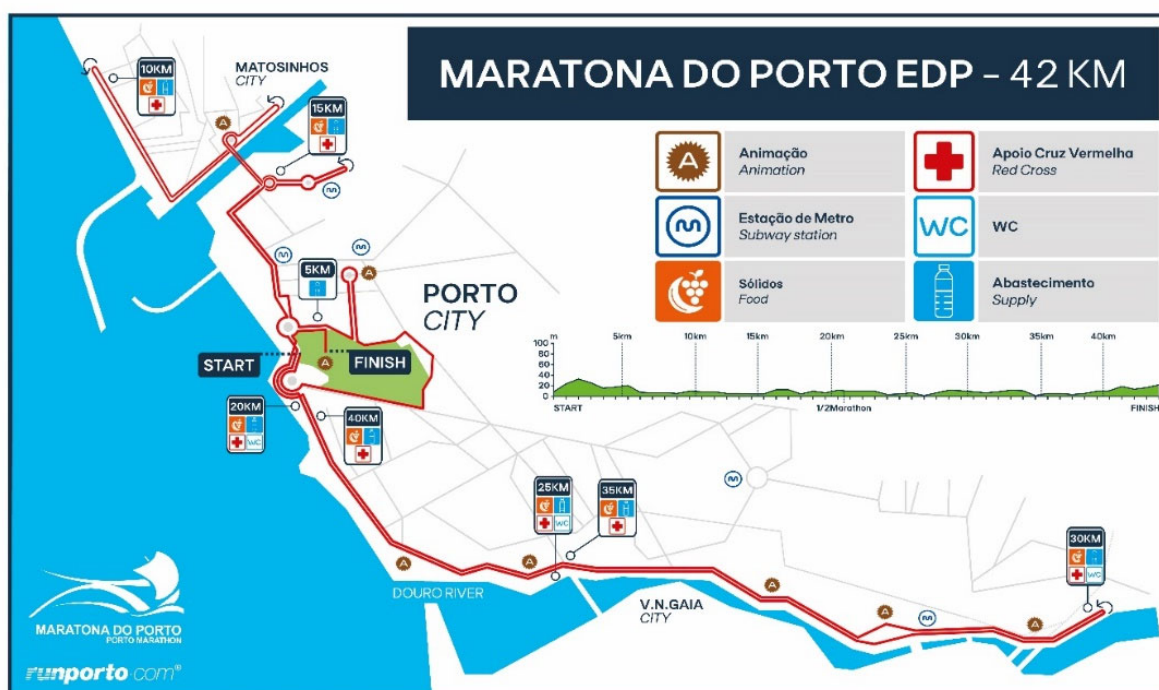 MARATONA DO PORTO EDP - 42 KM
10KM
MATOSINHOS
CITY
15KM
A
Animação
Animation
Apoio Cruz Vermelha
Red Cross
Estação de Metro
Subway station
WC
WC
Sólidos
Food
Abastecimento
Supply
5KM
A
A
PORTO
CITY
START
A
FINISH
m
5km
10km
15km
20km
25km
30km
35km
40km
100
80
60
40
20
0
START
1/2Marathon
FINISH
20KM
WC
40KM
25KM
WC
35KM
30KM
WC
A
A
A
A
A
DOURO RIVER
V.N.GAIA
CITY
MARATONA DO PORTO
PORTO MARATHON
runporto.com®